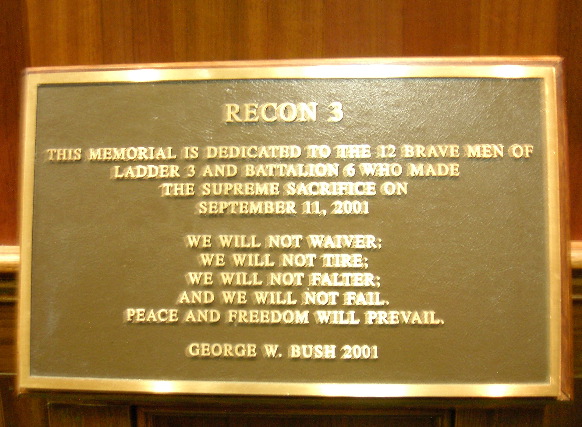 RECON 3
THIS MEMORIAL IS DEDICATED TO THE 12 BRAVE MEN OF
LADDER 3 AND BATTALION 6 WHO MADE
THE SUPREME SACRIFICE ON
SEPTEMBER 11, 2001
WE WILL NOT WAIVER;
WE WILL NOT TIRE;
WE WILL NOT FALTER;
AND WE WILL NOT FAIL.
PEACE AND FREEDOM WILL PREVAIL.
GEORGE W. BUSH 2001